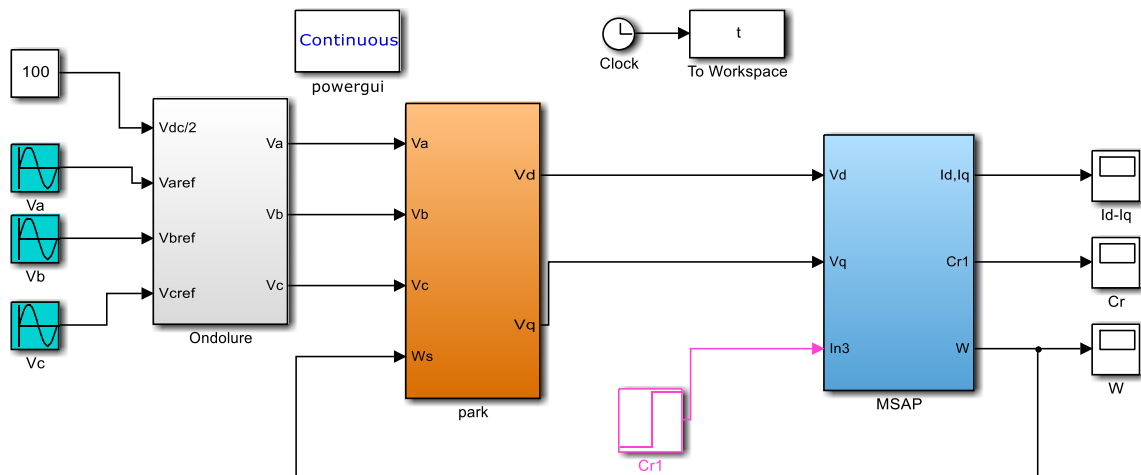 Continuous
powergui
Clock
t
To Workspace
100
Va
Vb
Vc
Vdc/2
Varef
Vbref
Vcref
Va
Vb
Vc
Ondolure
Va
Vb
Vc
Ws
Vd
Vq
park
Cr1
Vd
Vq
In3
Id,Iq
Cr1
W
MSAP
Id-Iq
Cr
W